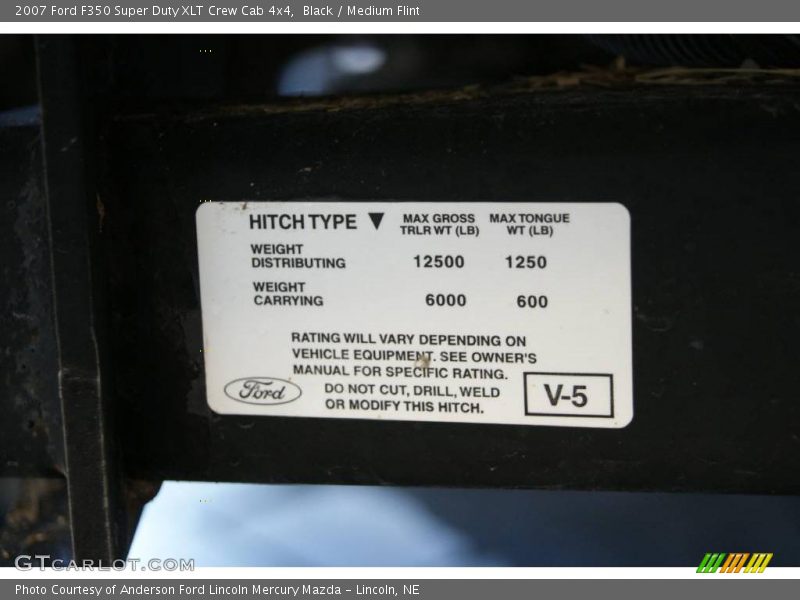 2007 Ford F350 Super Duty XLT Crew Cab 4x4,  Black / Medium Flint
HITCH TYPE ▼ MAX GROSS TRLR WT (LB) MAX TONGUE WT (LB)
WEIGHT
DISTRIBUTING 12500 1250
WEIGHT
CARRYING 6000 600
RATING WILL VARY DEPENDING ON
VEHICLE EQUIPMENT. SEE OWNER'S
MANUAL FOR SPECIFIC RATING.
Ford
DO NOT CUT, DRILL, WELD
OR MODIFY THIS HITCH.
V-5
GTCARLOT.COM
Photo Courtesy of Anderson Ford Lincoln Mercury Mazda – Lincoln, NE